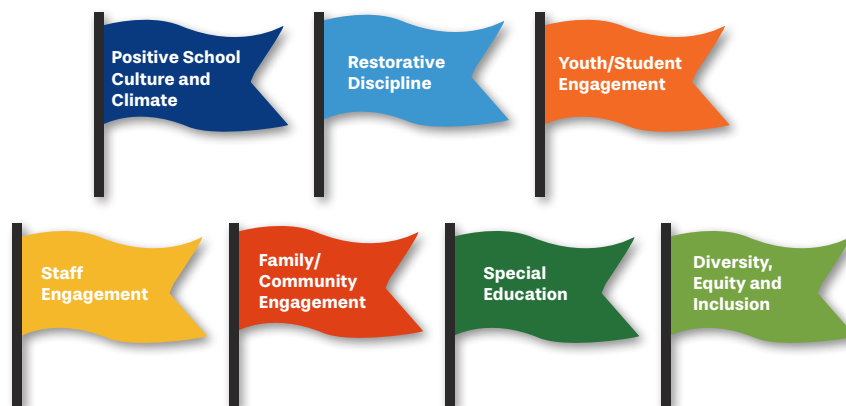 Positive School
Culture and
Climate
Restorative
Discipline
Youth/Student
Engagement
Staff
Engagement
Family/
Community
Engagement
Special
Education
Diversity,
Equity and
Inclusion